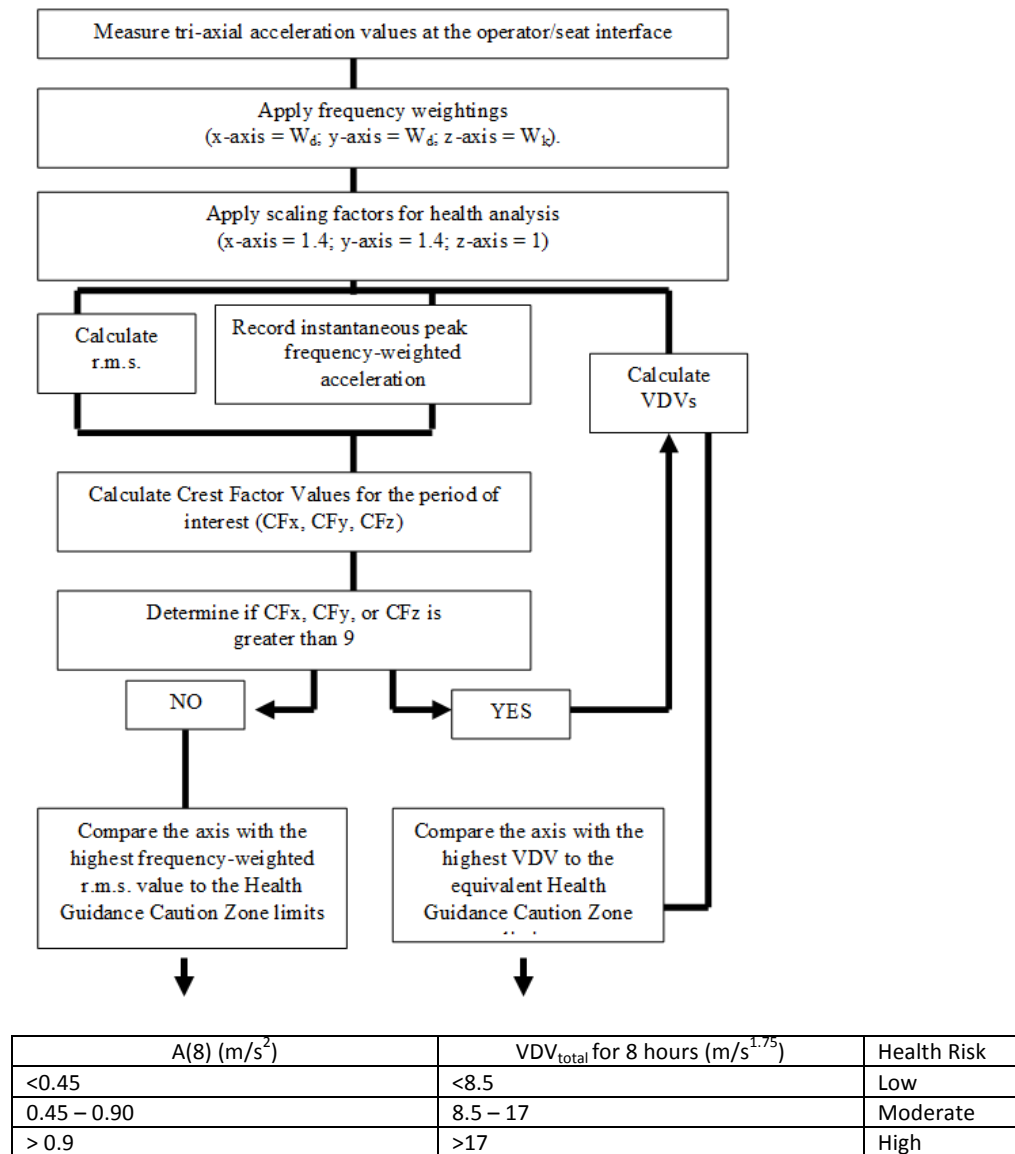 Measure tri-axial acceleration values at the operator/seat interface
Apply frequency weightings
(x-axis = Wd; y-axis = Wd; z-axis = Wk).
Apply scaling factors for health analysis
(x-axis = 1.4; y-axis = 1.4; z-axis = 1)
Calculate
r.m.s.
Record instantaneous peak
frequency-weighted
acceleration
Calculate
VDVs
Calculate Crest Factor Values for the period of
interest (CFx, CFy, CFz)
Determine if CFx, CFy, or CFz is
greater than 9
NO
YES
Compare the axis with the
highest frequency-weighted
r.m.s. value to the Health
Guidance Caution Zone limits
Compare the axis with the
highest VDV to the
equivalent Health
Guidance Caution Zone
A(8) (m/s²) VDVtotal for 8 hours (m/s^1.75) Health Risk
<0.45 <8.5 Low
0.45 – 0.90 8.5 – 17 Moderate
> 0.9 >17 High